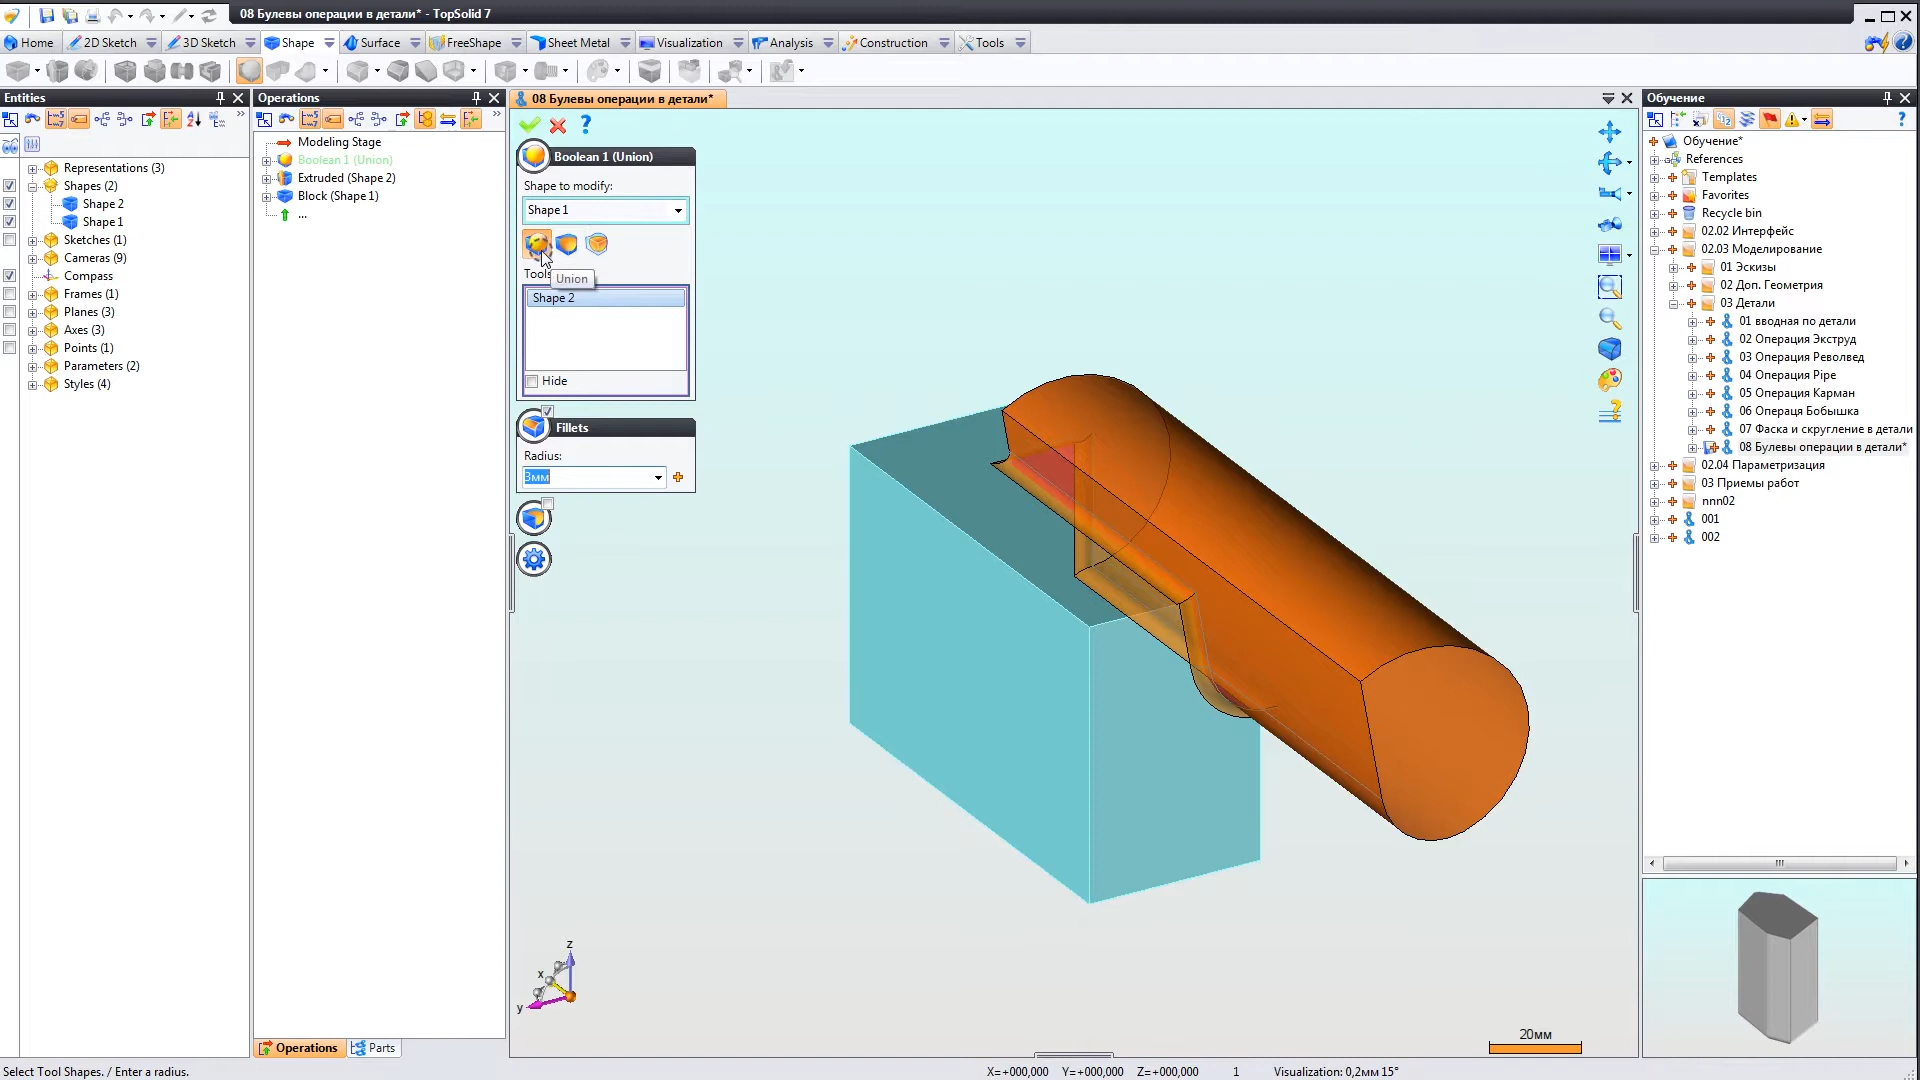 08 Булевы операции в детали* - TopSolid 7
Home
2D Sketch
3D Sketch
Shape
Surface
FreeShape
Sheet Metal
Visualization
Analysis
Construction
Tools
Entities
Representations (3)
Shapes (2)
Shape 2
Shape 1
Sketches (1)
Cameras (9)
Compass
Frames (1)
Planes (3)
Axes (3)
Points (1)
Parameters (2)
Styles (4)
Operations
Modeling Stage
Boolean 1 (Union)
Extruded (Shape 2)
Block (Shape 1)
...
Operations
Parts
08 Булевы операции в детали*
Boolean 1 (Union)
Shape to modify:
Shape 1
Tools
Union
Shape 2
Hide
Fillets
Radius:
3мм
z
x
y
20мм
Обучение
Обучение*
References
Templates
Favorites
Recycle bin
02.02 Интерфейс
02.03 Моделирование
01 Эскизы
02 Доп. Геометрия
03 Детали
01 вводная по детали
02 Операция Экструд
03 Операция Револвед
04 Операция Pipe
05 Операция Карман
06 Операця Бобышка
07 Фаска и скругление в детали
08 Булевы операции в детали*
02.04 Параметризация
03 Приемы работ
nnn02
001
002
Select Tool Shapes. / Enter a radius.
X=+000,000 Y=+000,000 Z=+000,000
1
Visualization: 0,2мм 15°